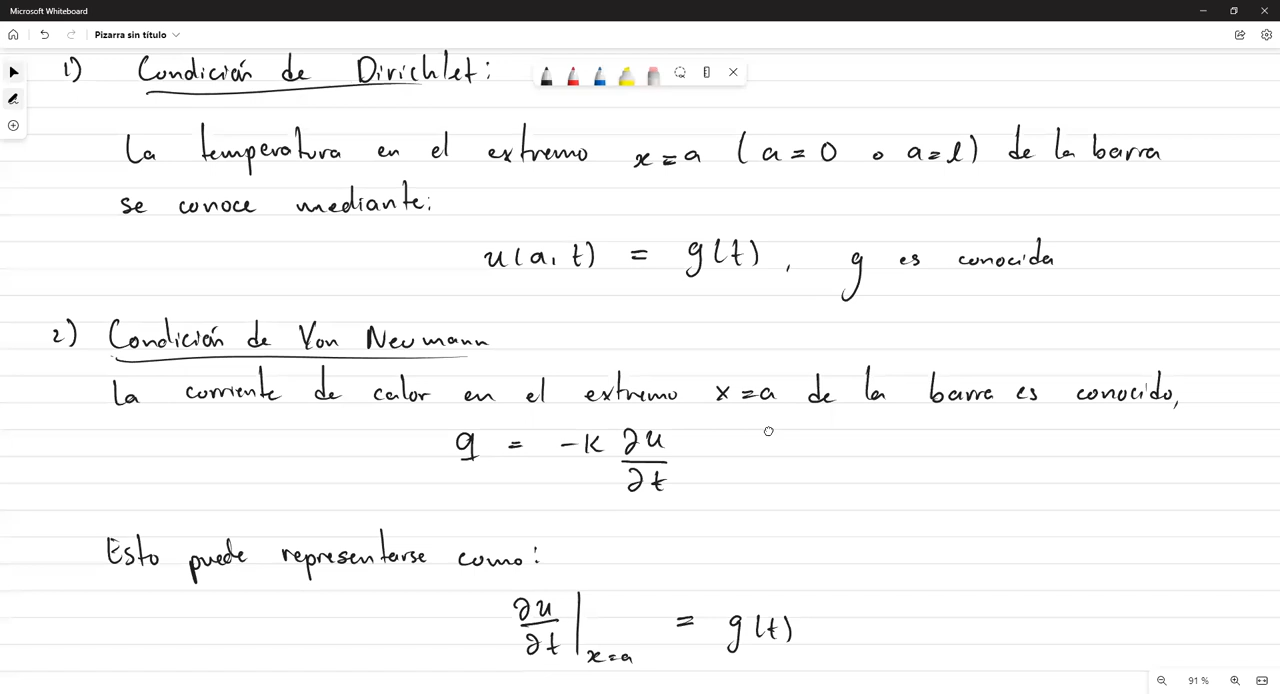 Microsoft Whiteboard
Pizarra sin título
1) Condición de Dirichlet:
La temperatura en el extremo x=a (a=0 o a=l) de la barra
se conoce mediante:
u(a,t) = g(t), g es conocida
2) Condición de Von Neumann
La corriente de calor en el extremo x=a de la barra es conocido,
q = -K ∂u/∂t
Esto puede representarse como:
∂u/∂t|x=a = g(t)
91 %